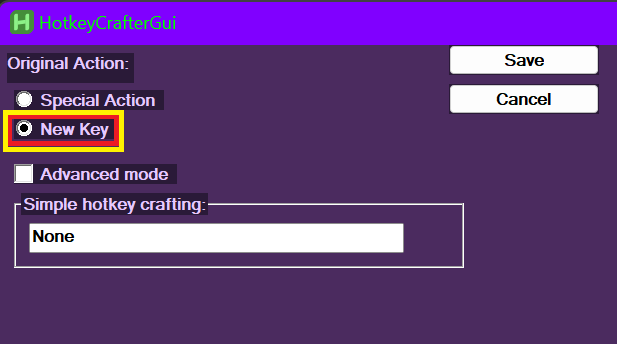 H HotkeyCrafterGui
Original Action:
Save
Special Action
Cancel
New Key
Advanced mode
Simple hotkey crafting:
None